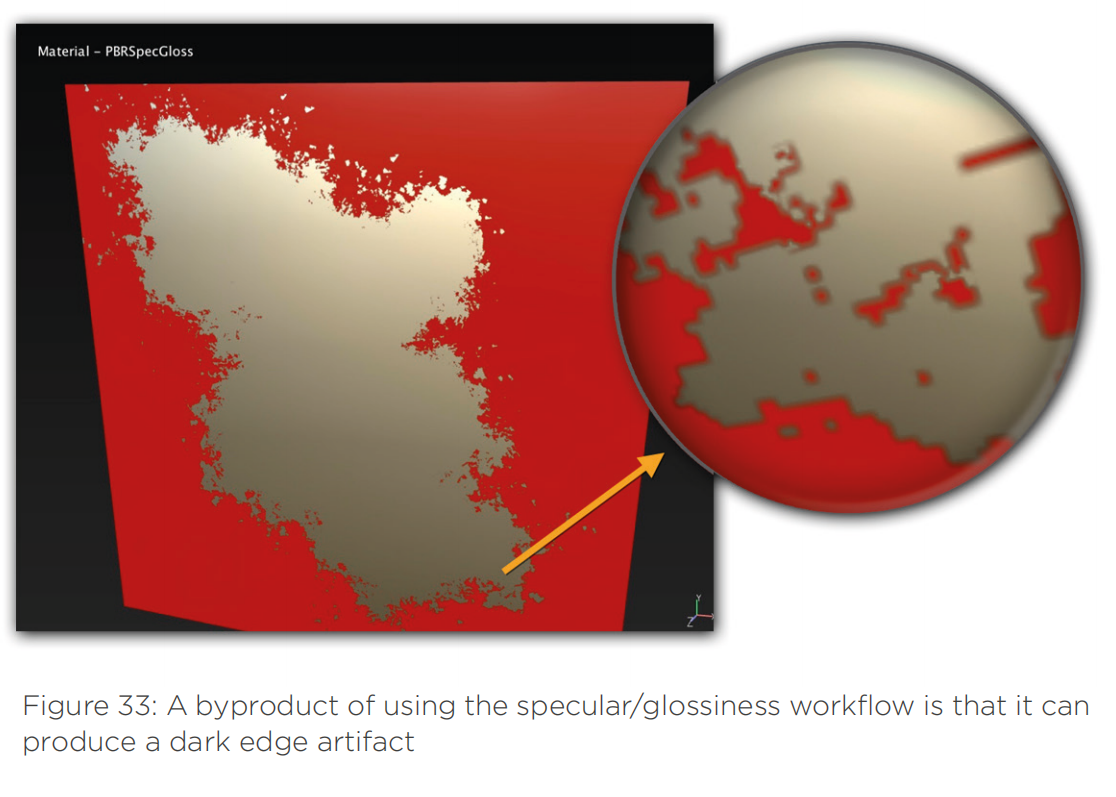 Material – PBRSpecGloss
Y
Z
Figure 33: A byproduct of using the specular/glossiness workflow is that it can
produce a dark edge artifact